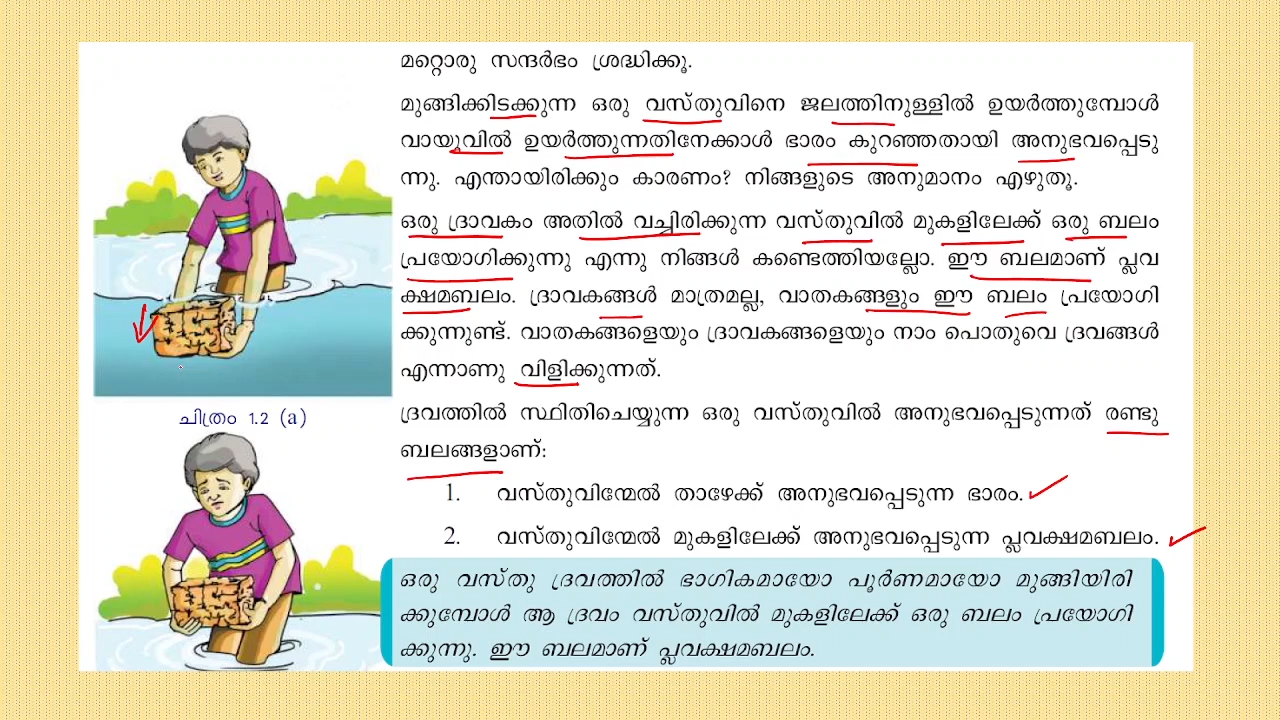 മറ്റൊരു സന്ദർഭം ശ്രദ്ധിക്കൂ.
മുങ്ങിക്കിടക്കുന്ന ഒരു വസ്തുവിനെ ജലത്തിനുള്ളിൽ ഉയർത്തുമ്പോൾ
വായുവിൽ ഉയർത്തുന്നതിനേക്കാൾ ഭാരം കുറഞ്ഞതായി അനുഭവപ്പെടു
ന്നു. എന്തായിരിക്കും കാരണം? നിങ്ങളുടെ അനുമാനം എഴുതൂ.
ഒരു ദ്രാവകം അതിൽ വച്ചിരിക്കുന്ന വസ്തുവിൽ മുകളിലേക്ക് ഒരു ബലം
പ്രയോഗിക്കുന്നു എന്നു നിങ്ങൾ കണ്ടെത്തിയല്ലോ. ഈ ബലമാണ് പ്ലവ
ക്ഷമബലം. ദ്രാവകങ്ങൾ മാത്രമല്ല, വാതകങ്ങളും ഈ ബലം പ്രയോഗി
ക്കുന്നുണ്ട്. വാതകങ്ങളെയും ദ്രാവകങ്ങളെയും നാം പൊതുവെ ദ്രവങ്ങൾ
എന്നാണു വിളിക്കുന്നത്.
ചിത്രം 1.2 (a)
ദ്രവത്തിൽ സ്ഥിതിചെയ്യുന്ന ഒരു വസ്തുവിൽ അനുഭവപ്പെടുന്നത് രണ്ടു
ബലങ്ങളാണ്:
1. വസ്തുവിന്മേൽ താഴേക്ക് അനുഭവപ്പെടുന്ന ഭാരം.
2. വസ്തുവിന്മേൽ മുകളിലേക്ക് അനുഭവപ്പെടുന്ന പ്ലവക്ഷമബലം.
ഒരു വസ്തു ദ്രവത്തിൽ ഭാഗികമായോ പൂർണമായോ മുങ്ങിയിരി
ക്കുമ്പോൾ ആ ദ്രവം വസ്തുവിൽ മുകളിലേക്ക് ഒരു ബലം പ്രയോഗി
ക്കുന്നു. ഈ ബലമാണ് പ്ലവക്ഷമബലം.